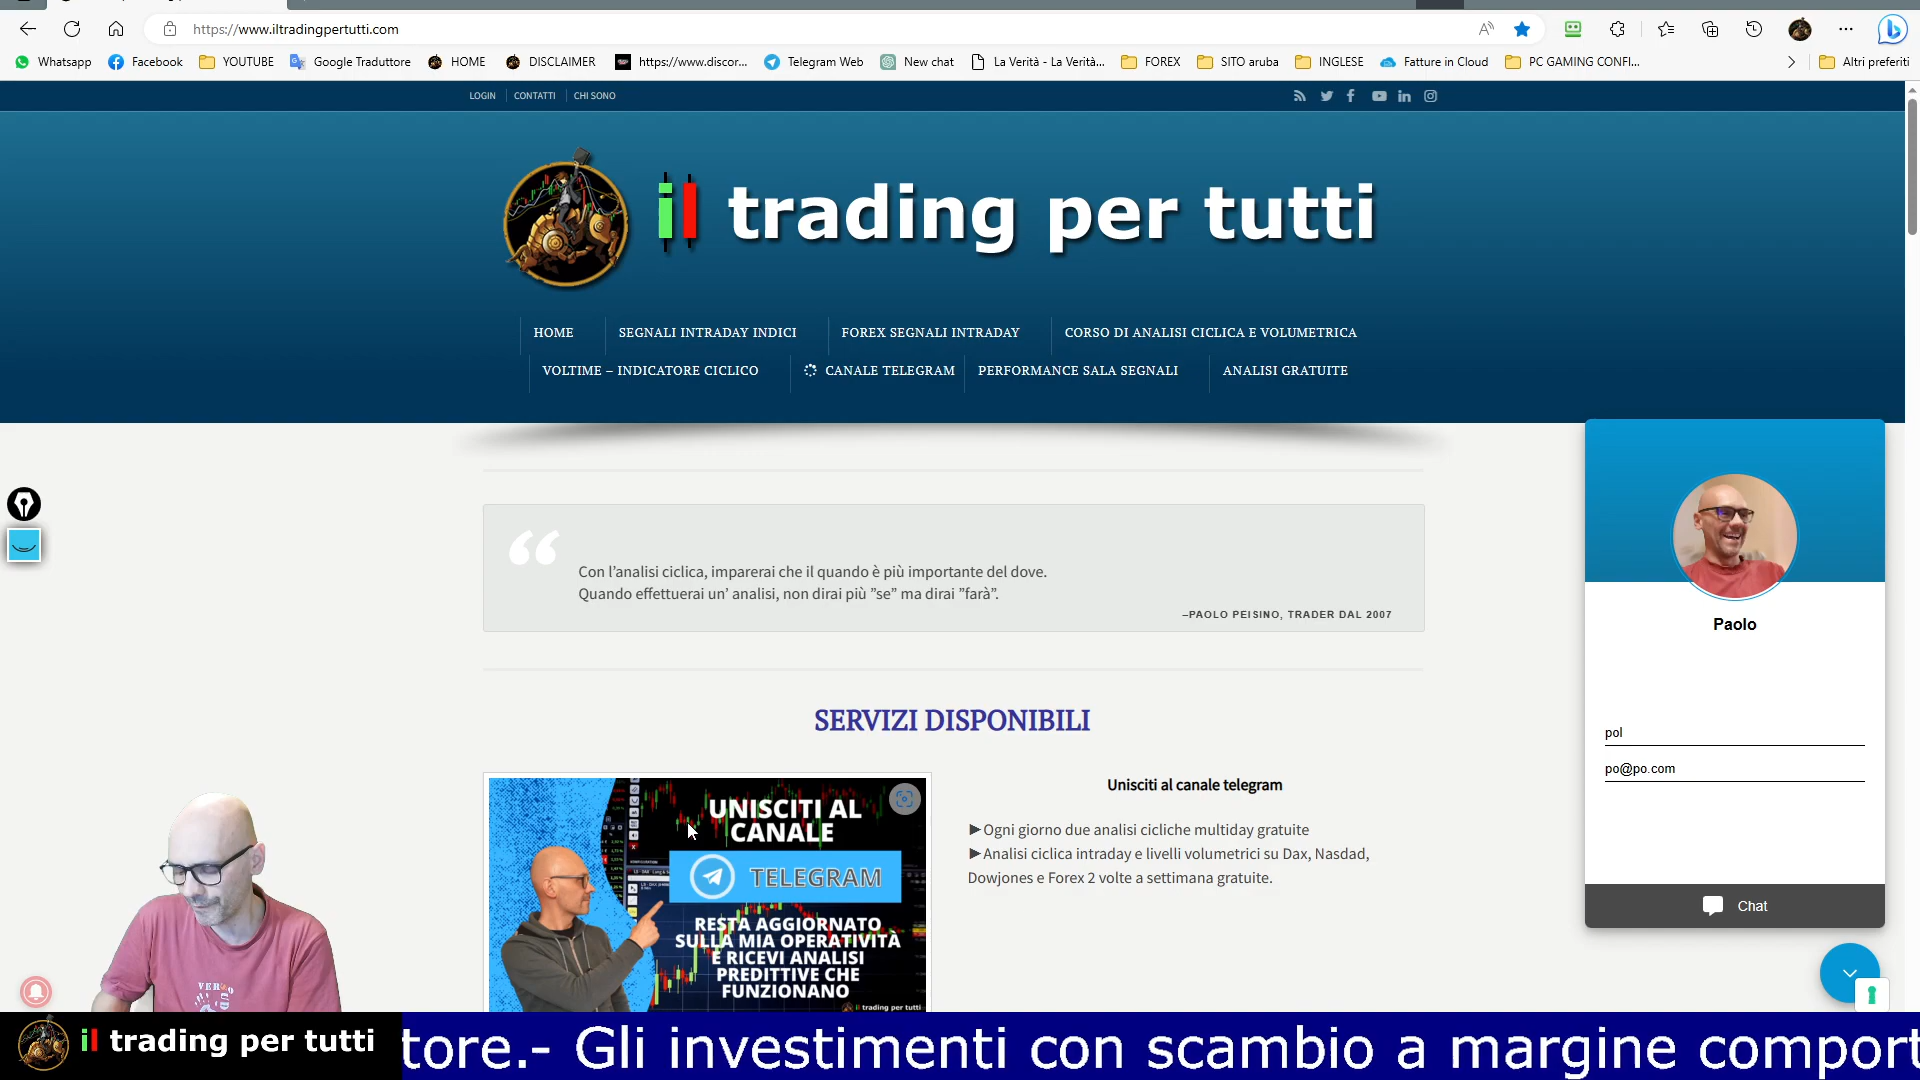 https://www.iltradingpertutti.com
Whatsapp Facebook YOUTUBE Google Traduttore HOME DISCLAIMER https://www.discor... Telegram Web New chat La Verità - La Verità... FOREX SITO aruba INGLESE Fatture in Cloud PC GAMING CONFI... Altri preferiti
LOGIN CONTATTI CHI SONO
il trading per tutti
HOME SEGNALI INTRADAY INDICI FOREX SEGNALI INTRADAY CORSO DI ANALISI CICLICA E VOLUMETRICA
VOLTIME – INDICATORE CICLICO CANALE TELEGRAM PERFORMANCE SALA SEGNALI ANALISI GRATUITE
Con l’analisi ciclica, imparerai che il quando è più importante del dove.
Quando effettuerai un’ analisi, non dirai più ”se” ma dirai ”farà”.
–PAOLO PEISINO, TRADER DAL 2007
Paolo
pol
po@po.com
Chat
SERVIZI DISPONIBILI
UNISCITI AL
CANALE
TELEGRAM
RESTA AGGIORNATO
SULLA MIA OPERATIVITÀ
E RICEVI ANALISI
PREDITTIVE CHE
FUNZIONANO
il trading per tutti
Unisciti al canale telegram
►Ogni giorno due analisi cicliche multiday gratuite
►Analisi ciclica intraday e livelli volumetrici su Dax, Nasdad,
Dowjones e Forex 2 volte a settimana gratuite.
il trading per tutti
tore.- Gli investimenti con scambio a margine comport